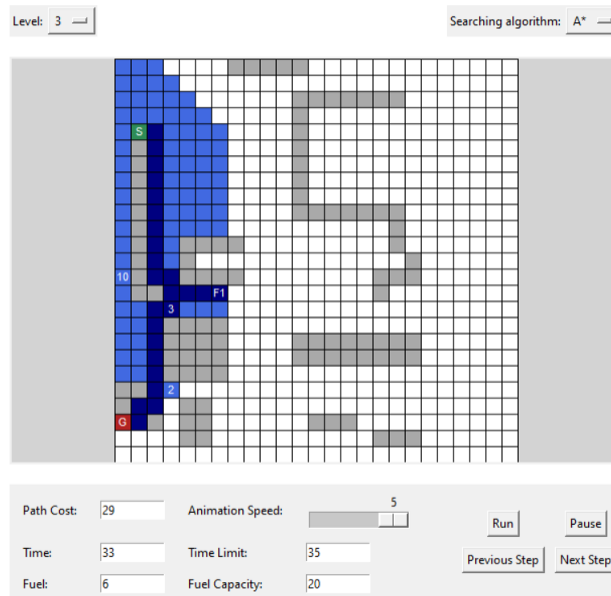 Level: 3 Searching algorithm: A*
S
10 F1
3
2
G
5
Path Cost: 29 Animation Speed: Run Pause
Time: 33 Time Limit: 35 Previous Step Next Step
Fuel: 6 Fuel Capacity: 20